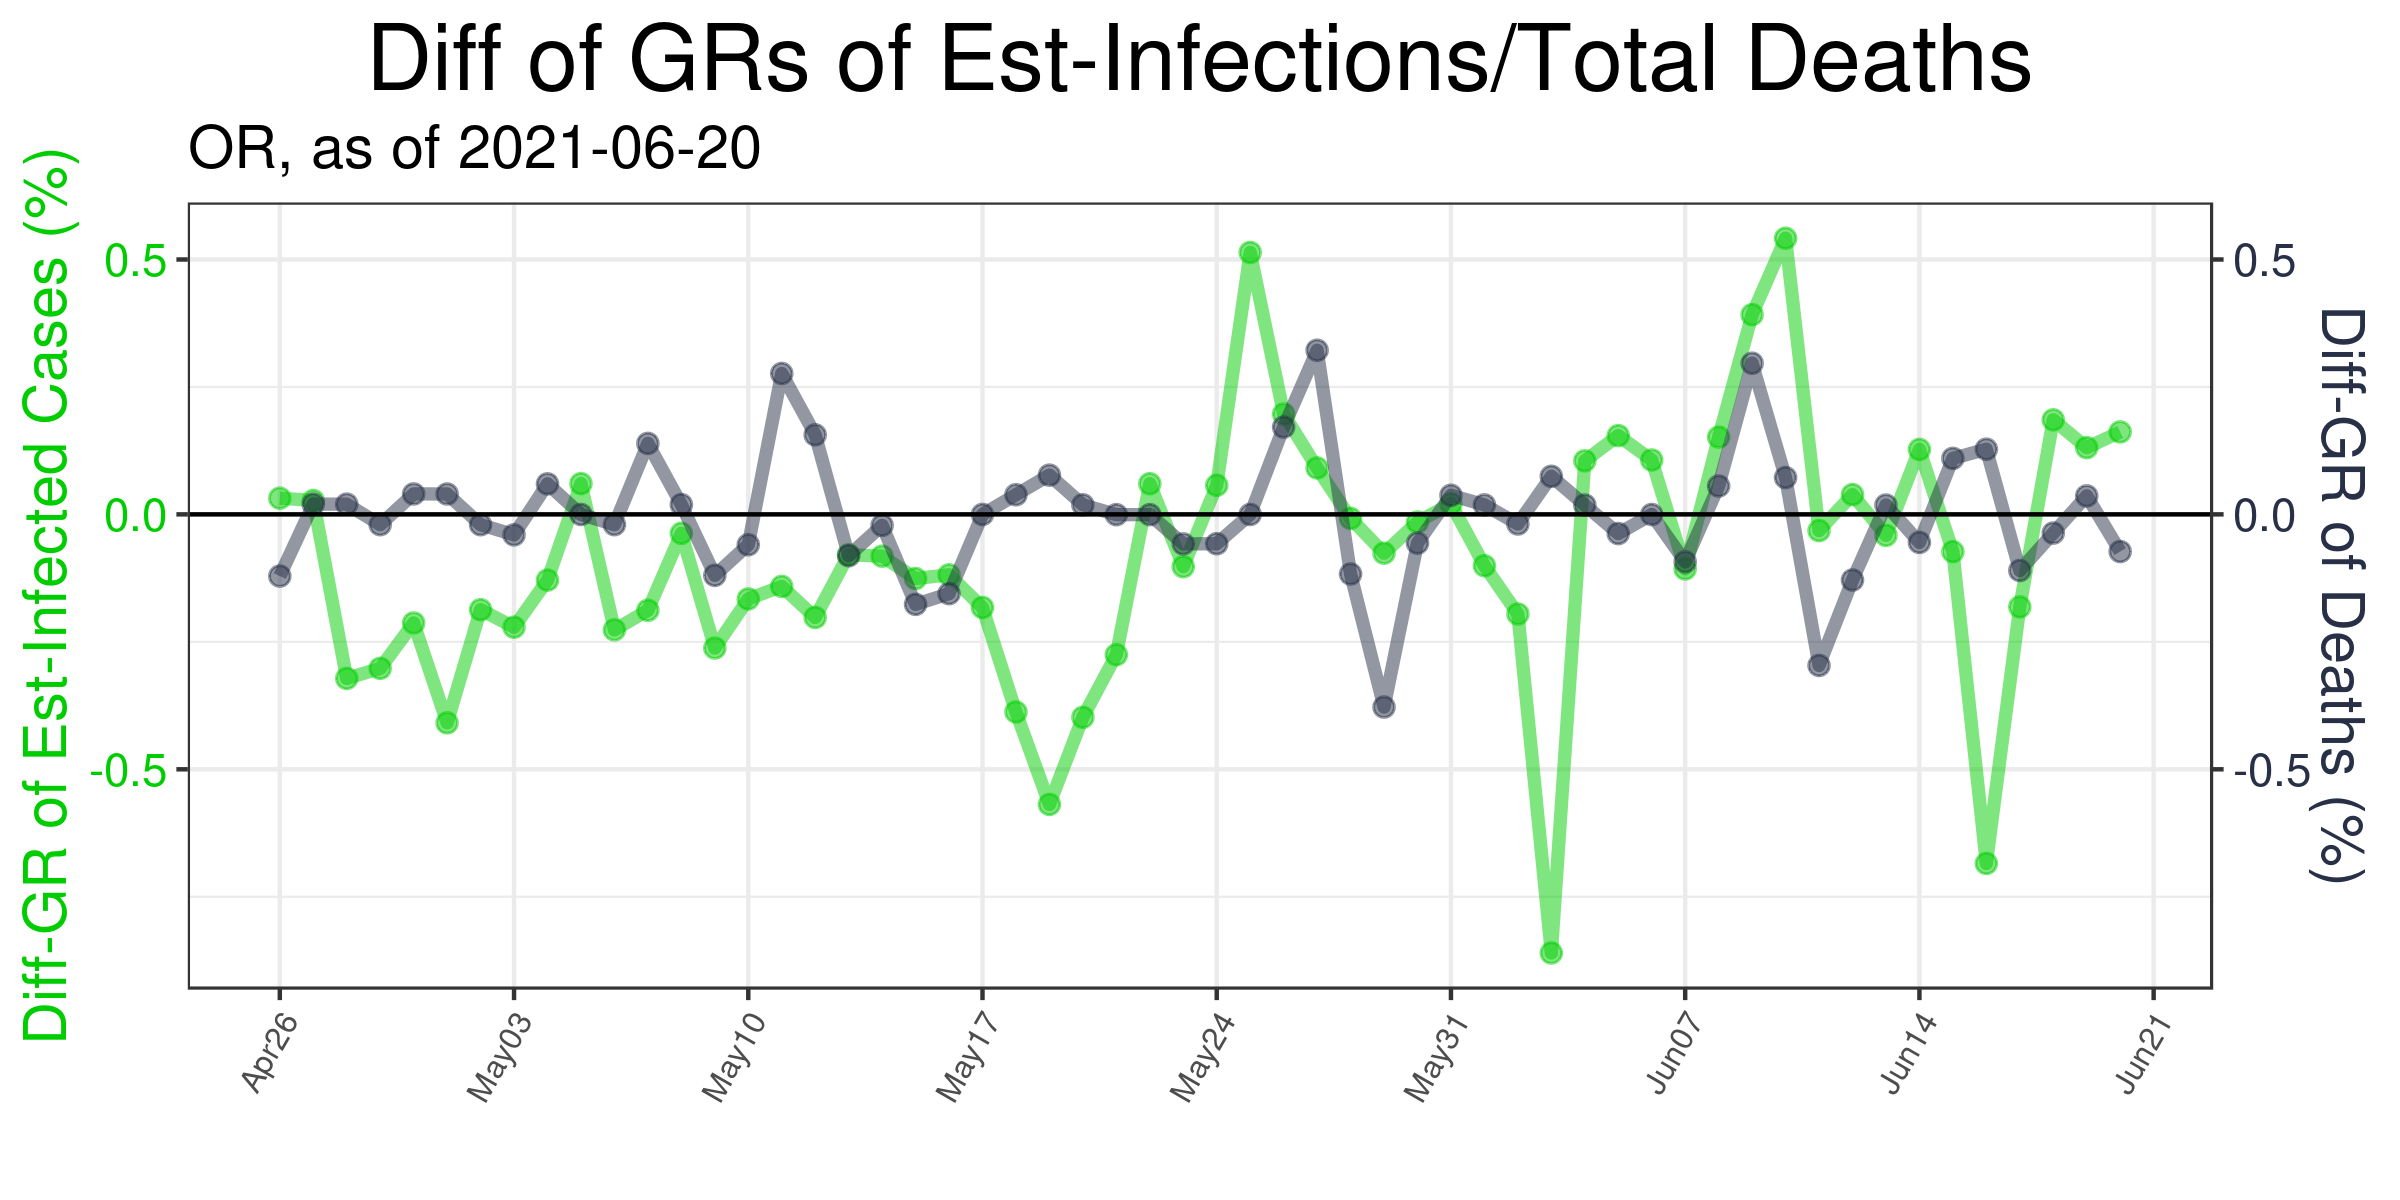 Diff of GRs of Est-Infections/Total Deaths
OR, as of 2021-06-20
Diff-GR of Est-Infected Cases (%)
0.5
0.0
-0.5
0.5
0.0
-0.5
Diff-GR of Deaths (%)
Apr26
May03
May10
May17
May24
May31
Jun07
Jun14
Jun21